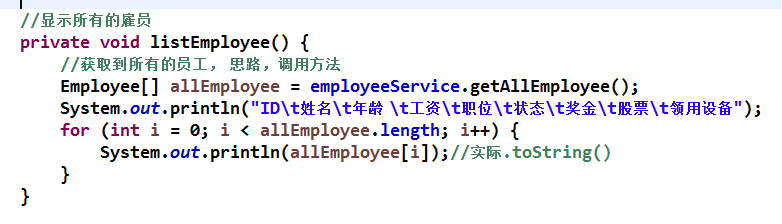 //显示所有的雇员
private void listEmployee() {
    //获取到所有的员工, 思路，调用方法
    Employee[] allEmployee = employeeService.getAllEmployee();
    System.out.println("ID\t姓名\t年龄 \t工资\t职位\t状态\t奖金\t股票\t领用设备");
    for (int i = 0; i < allEmployee.length; i++) {
        System.out.println(allEmployee[i]);//实际.toString()
    }
}